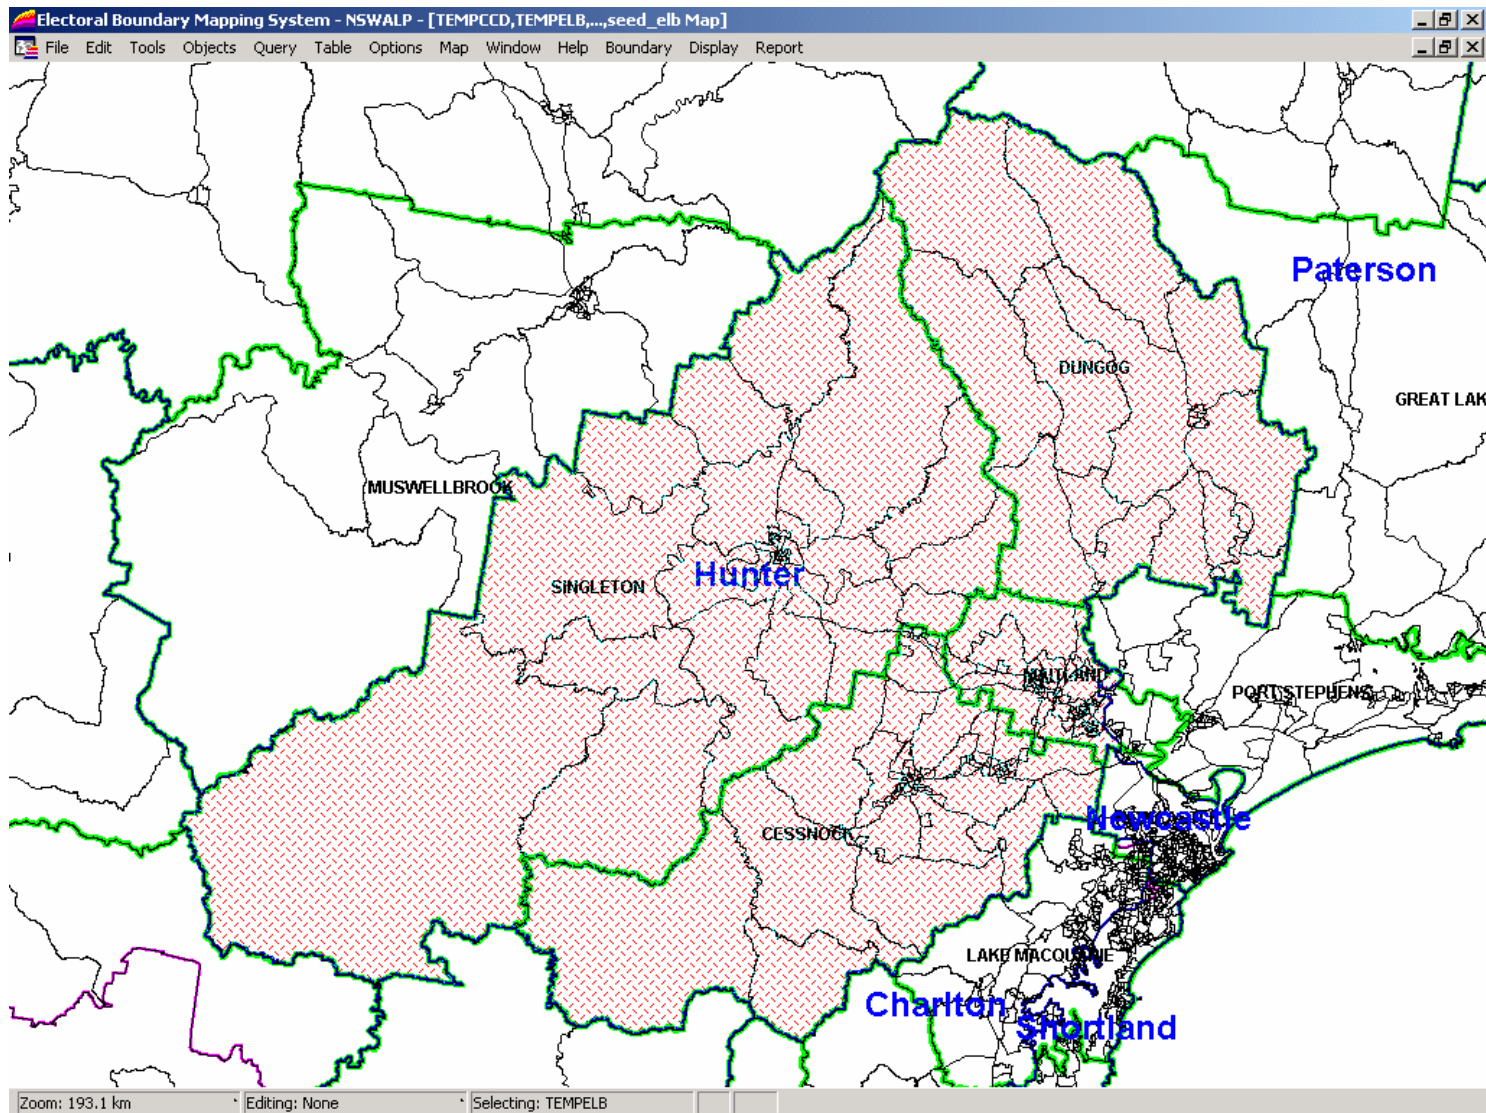 Electoral Boundary Mapping System - NSWALP - [TEMPCCD,TEMPELB,...,seed_elb Map]
File Edit Tools Objects Query Table Options Map Window Help Boundary Display Report
Paterson
DUNGOG
GREAT LAK
MUSWELLBROOK
Hunter
SINGLETON
MAITLAND
PORT STEPHENS
Newcastle
CESSNOCK
LAKE MACQUARIE
Charlton
Shortland
Zoom: 193.1 km Editing: None Selecting: TEMPELB